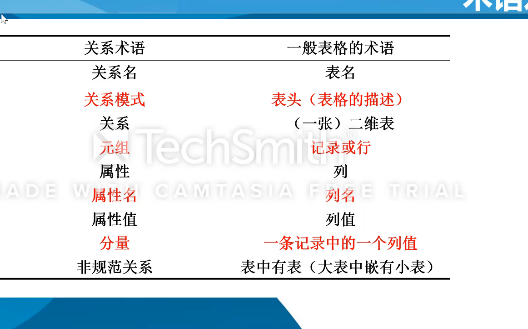 关系术语 一般表格的术语
关系名 表名
关系模式 表头（表格的描述）
关系 （一张）二维表
元组 记录或行
属性 列
属性名 列名
属性值 列值
分量 一条记录中的一个列值
非规范关系 表中有表（大表中嵌有小表）
TechSmith
MADE WITH CAMTASIA FREE TRIAL